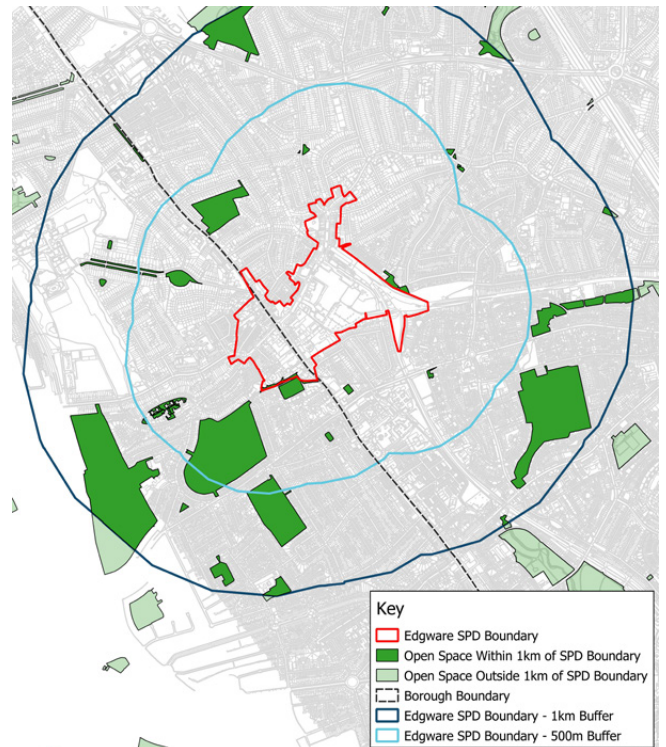 Key
Edgware SPD Boundary
Open Space Within 1km of SPD Boundary
Open Space Outside 1km of SPD Boundary
Borough Boundary
Edgware SPD Boundary - 1km Buffer
Edgware SPD Boundary - 500m Buffer